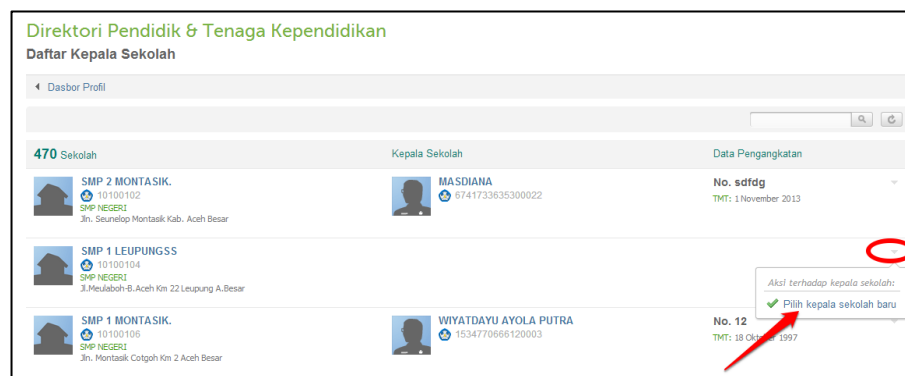 Direktori Pendidik & Tenaga Kependidikan
Daftar Kepala Sekolah
Dasbor Profil
470 Sekolah Kepala Sekolah Data Pengangkatan
SMP 2 MONTASIK. MASDIANA No. sdfdg
10100102 6741733635300022 TMT: 1 November 2013
SMP NEGERI
Jln. Seunelop Montasik Kab. Aceh Besar
SMP 1 LEUPUNGSS
10100104
SMP NEGERI
Jl.Meulaboh-B.Aceh Km 22 Leupung A.Besar
Aksi terhadap kepala sekolah:
Pilih kepala sekolah baru
SMP 1 MONTASIK. WIYATDAYU AYOLA PUTRA No. 12
10100106 1534770666120003 TMT: 18 Oktober 1997
SMP NEGERI
Jln. Montasik Cotgoh Km 2 Aceh Besar